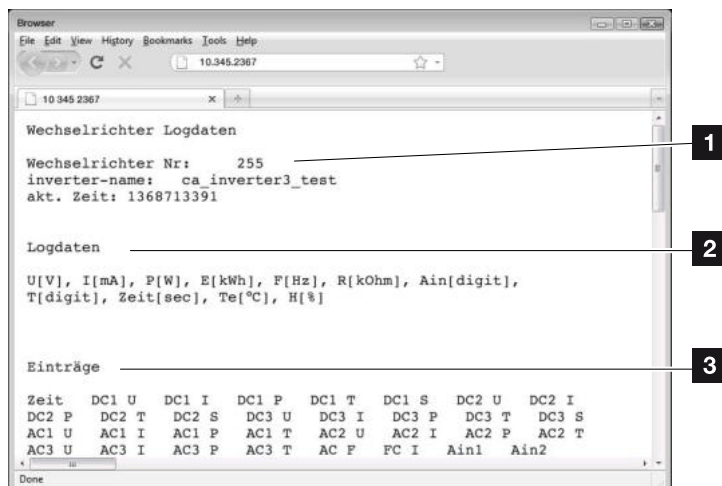 Browser
File Edit View History Bookmarks Tools Help
10.345.2367
10 345 2367
Wechselrichter Logdaten
Wechselrichter Nr: 255
inverter-name: ca_inverter3_test
akt. Zeit: 1368713391
Logdaten
U[V], I[mA], P[W], E[kWh], F[Hz], R[kOhm], Ain[digit],
T[digit], Zeit[sec], Te[°C], H[%]
Einträge
Zeit DC1 U DC1 I DC1 P DC1 T DC1 S DC2 U DC2 I
DC2 P DC2 T DC2 S DC3 U DC3 I DC3 P DC3 T DC3 S
AC1 U AC1 I AC1 P AC1 T AC2 U AC2 I AC2 P AC2 T
AC3 U AC3 I AC3 P AC3 T AC F FC I Ain1 Ain2
Done
1
2
3